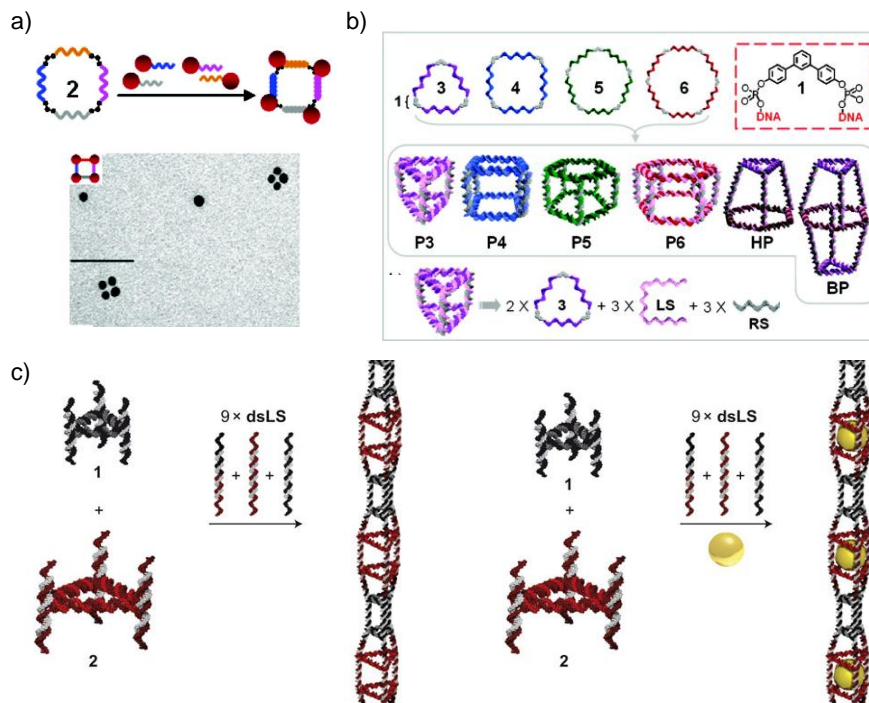 a)
2
b)
3
4
5
6
1{
O
O
P
O
O
O
O
P
O
O
DNA
DNA
1
P3
P4
P5
P6
HP
BP
2 X
3
+ 3X
LS
+ 3 X
RS
c)
1
+
2
9 × dsLS
+
+
1
+
2
9 × dsLS
+
+